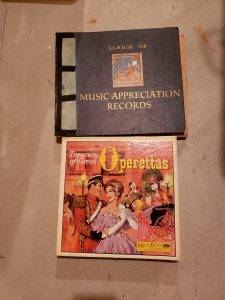 ALBUM OF
MUSIC-APPRECIATION
RECORDS
Treasury
of Great
Operettas